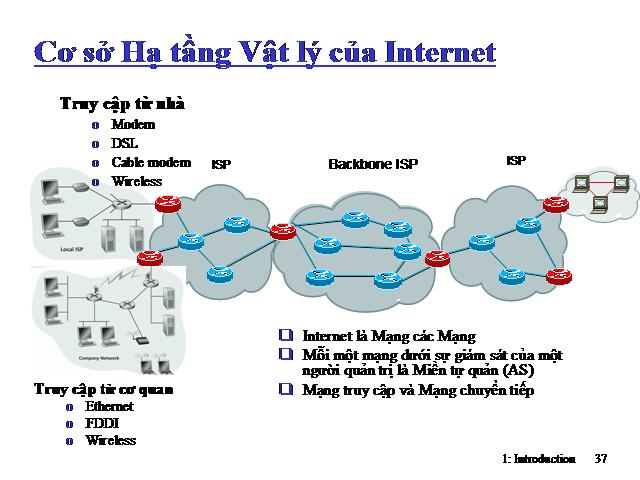 Cơ sở Hạ tầng Vật lý của Internet
Truy cập từ nhà
o Modem
o DSL
o Cable modem
o Wireless
ISP
Backbone ISP
ISP
Local ISP
Company Network
❑ Internet là Mạng các Mạng
❑ Mỗi một mạng dưới sự giám sát của một
người quản trị là Miền tự quản (AS)
❑ Mạng truy cập và Mạng chuyển tiếp
Truy cập từ cơ quan
o Ethernet
o FDDI
o Wireless
1: Introduction 37